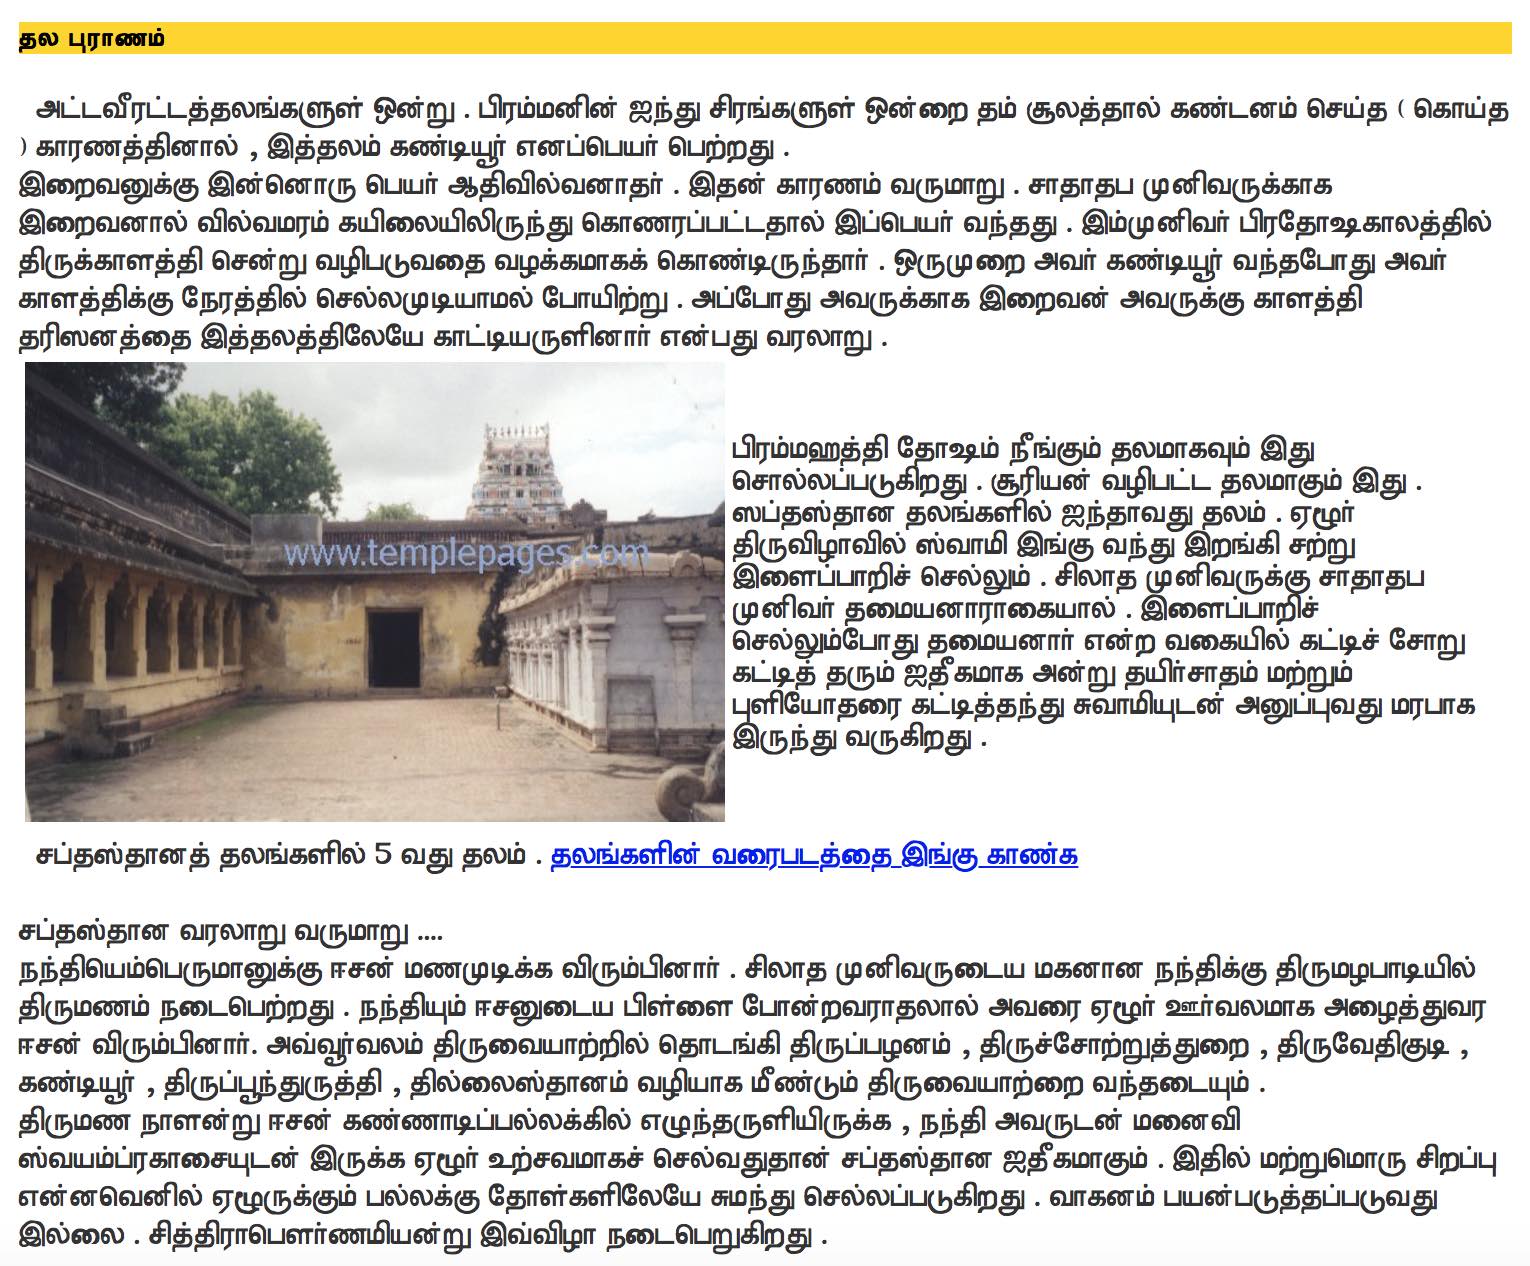 தல புராணம்
அட்டவீரட்டத்தலங்களுள் ஒன்று . பிரம்மனின் ஐந்து சிரங்களுள் ஒன்றை தம் சூலத்தால் கண்டனம் செய்த ( கொய்த
) காரணத்தினால் , இத்தலம் கண்டியூர் எனப்பெயர் பெற்றது .
இறைவனுக்கு இன்னொரு பெயர் ஆதிவில்வனாதர் . இதன் காரணம் வருமாறு . சாதாதப முனிவருக்காக
இறைவனால் வில்வமரம் கயிலையிலிருந்து கொணரப்பட்டதால் இப்பெயர் வந்தது . இம்முனிவர் பிரதோஷகாலத்தில்
திருக்காளத்தி சென்று வழிபடுவதை வழக்கமாகக் கொண்டிருந்தார் . ஒருமுறை அவர் கண்டியூர் வந்தபோது அவர்
காளத்திக்கு நேரத்தில் செல்லமுடியாமல் போயிற்று . அப்போது அவருக்காக இறைவன் அவருக்கு காளத்தி
தரிஸனத்தை இத்தலத்திலேயே காட்டியருளினார் என்பது வரலாறு .
www.templepages.com
பிரம்மஹத்தி தோஷம் நீங்கும் தலமாகவும் இது
சொல்லப்படுகிறது . சூரியன் வழிபட்ட தலமாகும் இது .
ஸப்தஸ்தான தலங்களில் ஐந்தாவது தலம் . ஏழூர்
திருவிழாவில் ஸ்வாமி இங்கு வந்து இறங்கி சற்று
இளைப்பாறிச் செல்லும் . சிலாத முனிவருக்கு சாதாதப
முனிவர் தமையனாராகையால் . இளைப்பாறிச்
செல்லும்போது தமையனார் என்ற வகையில் கட்டிச் சோறு
கட்டித் தரும் ஐதீகமாக அன்று தயிர்சாதம் மற்றும்
புளியோதரை கட்டித்தந்து சுவாமியுடன் அனுப்புவது மரபாக
இருந்து வருகிறது .
சப்தஸ்தானத் தலங்களில் 5 வது தலம் . தலங்களின் வரைபடத்தை இங்கு காண்க
சப்தஸ்தான வரலாறு வருமாறு ....
நந்தியெம்பெருமானுக்கு ஈசன் மணமுடிக்க விரும்பினார் . சிலாத முனிவருடைய மகனான நந்திக்கு திருமழபாடியில்
திருமணம் நடைபெற்றது . நந்தியும் ஈசனுடைய பிள்ளை போன்றவராதலால் அவரை ஏழூர் ஊர்வலமாக அழைத்துவர
ஈசன் விரும்பினார். அவ்வூர்வலம் திருவையாற்றில் தொடங்கி திருப்பழனம் , திருச்சோற்றுத்துறை , திருவேதிகுடி ,
கண்டியூர் , திருப்பூந்துருத்தி , தில்லைஸ்தானம் வழியாக மீண்டும் திருவையாற்றை வந்தடையும் .
திருமண நாளன்று ஈசன் கண்ணாடிப்பல்லக்கில் எழுந்தருளியிருக்க , நந்தி அவருடன் மனைவி
ஸ்வயம்ப்ரகாசையுடன் இருக்க ஏழூர் உற்சவமாகச் செல்வதுதான் சப்தஸ்தான ஐதீகமாகும் . இதில் மற்றுமொரு சிறப்பு
என்னவெனில் ஏழூருக்கும் பல்லக்கு தோள்களிலேயே சுமந்து செல்லப்படுகிறது . வாகனம் பயன்படுத்தப்படுவது
இல்லை . சித்திராபௌர்ணமியன்று இவ்விழா நடைபெறுகிறது .